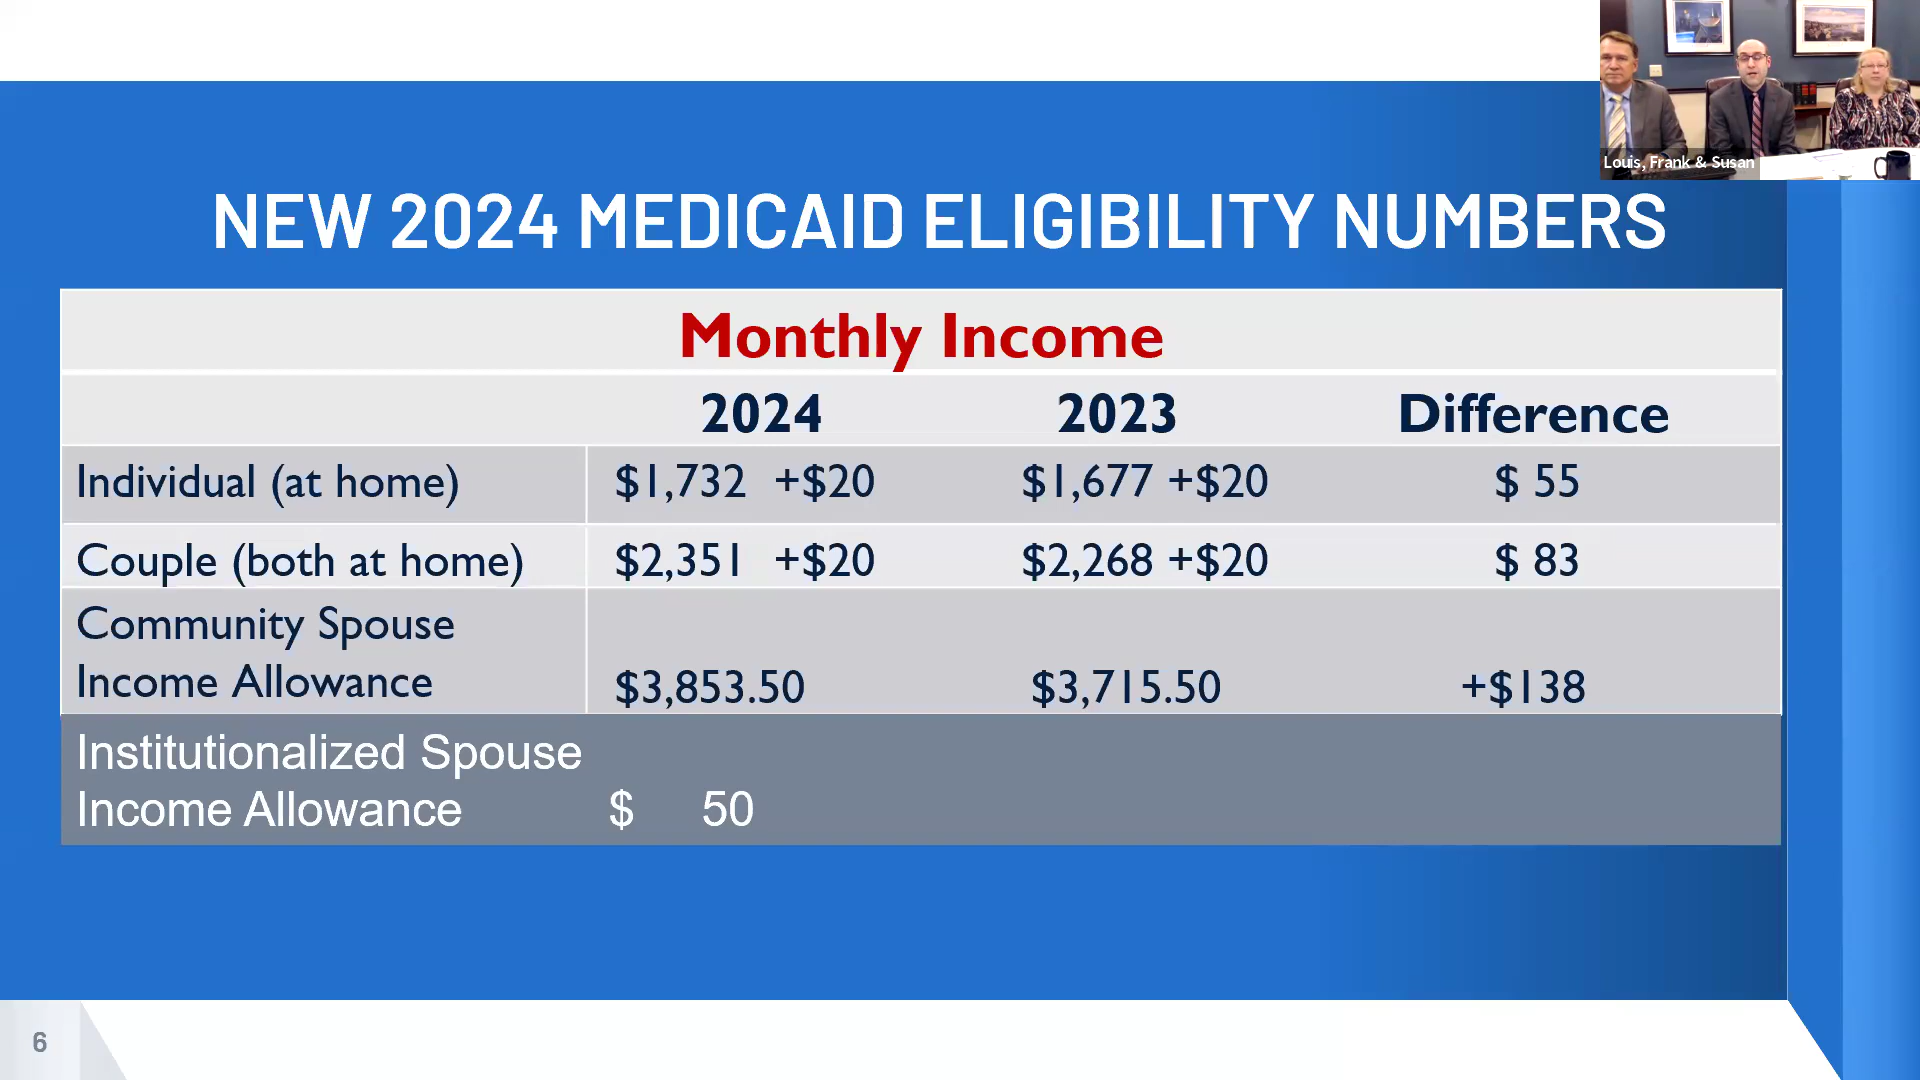 Louis, Frank & Susan
NEW 2024 MEDICAID ELIGIBILITY NUMBERS
Monthly Income
2024 2023 Difference
Individual (at home) $1,732 +$20 $1,677 +$20 $ 55
Couple (both at home) $2,351 +$20 $2,268 +$20 $ 83
Community Spouse
Income Allowance $3,853.50 $3,715.50 +$138
Institutionalized Spouse
Income Allowance $ 50
6